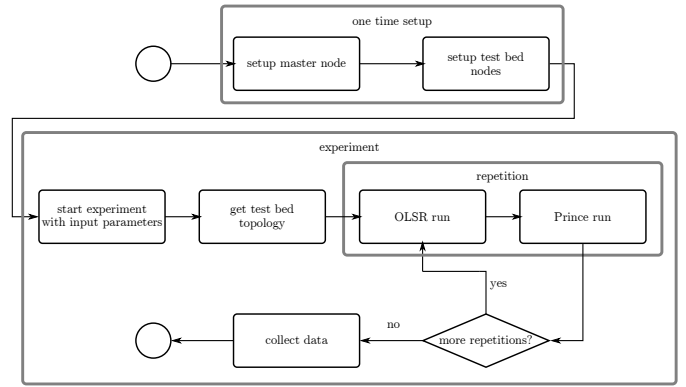 one time setup
setup master node
setup test bed
nodes
experiment
repetition
start experiment
with input parameters
get test bed
topology
OLSR run
Prince run
yes
no
collect data
more repetitions?